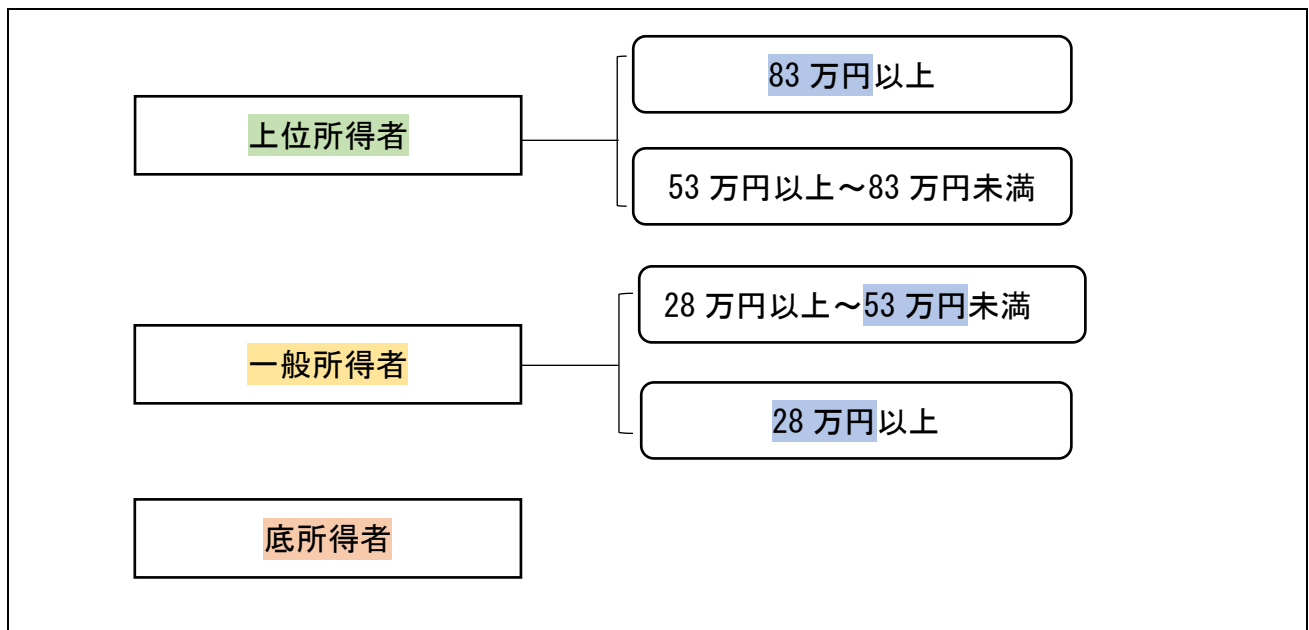 上位所得者
83 万円以上
53 万円以上～83 万円未満
一般所得者
28 万円以上～53 万円未満
28 万円以上
底所得者